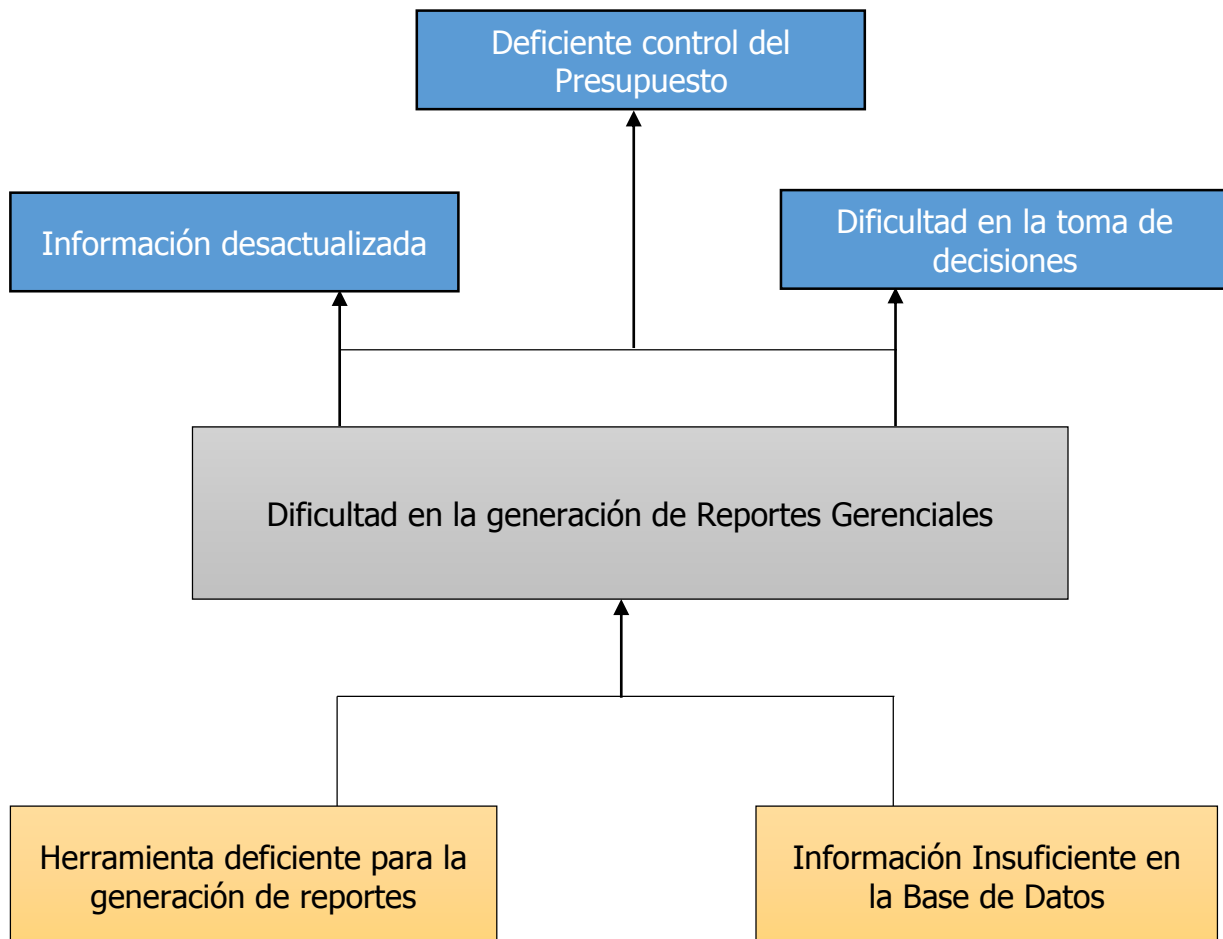 Deficiente control del
Presupuesto
Información desactualizada
Dificultad en la toma de
decisiones
Dificultad en la generación de Reportes Gerenciales
Herramienta deficiente para la
generación de reportes
Información Insuficiente en
la Base de Datos